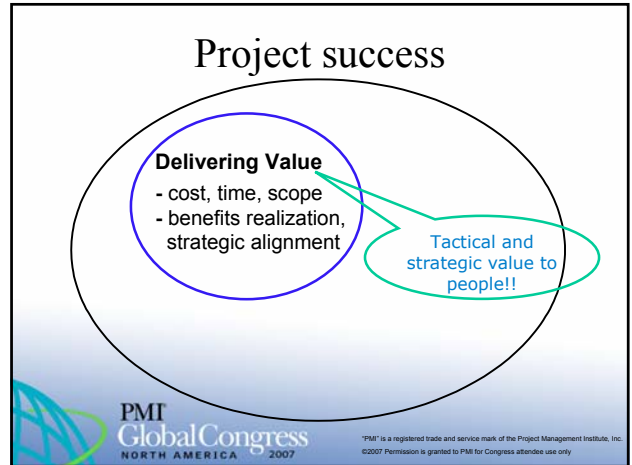 Project success
Delivering Value
- cost, time, scope
- benefits realization,
strategic alignment
Tactical and
strategic value to
people!!
PMI
GlobalCongress
NORTH AMERICA 2007
"PMI" is a registered trade and service mark of the Project Management Institute, Inc.
©2007 Permission is granted to PMI for Congress attendee use only